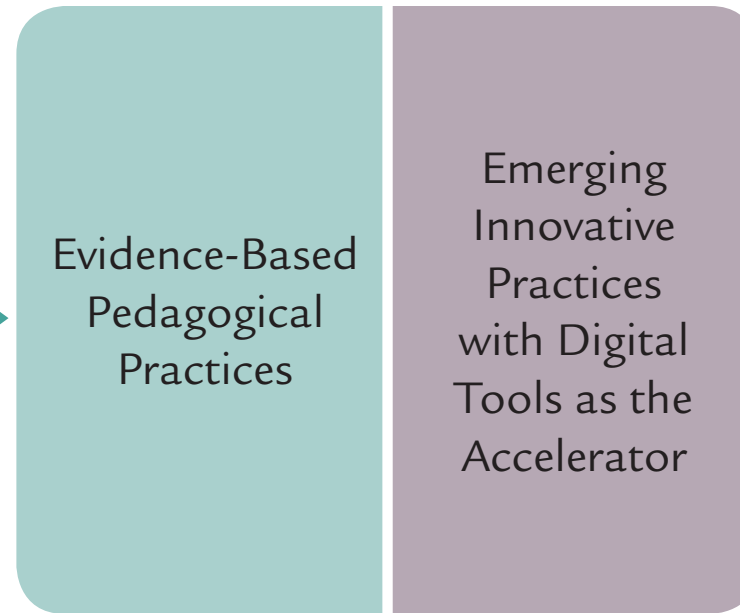 Evidence-Based
Pedagogical
Practices
Emerging
Innovative
Practices
with Digital
Tools as the
Accelerator